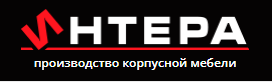 ИНТЕРА
производство корпусной мебели